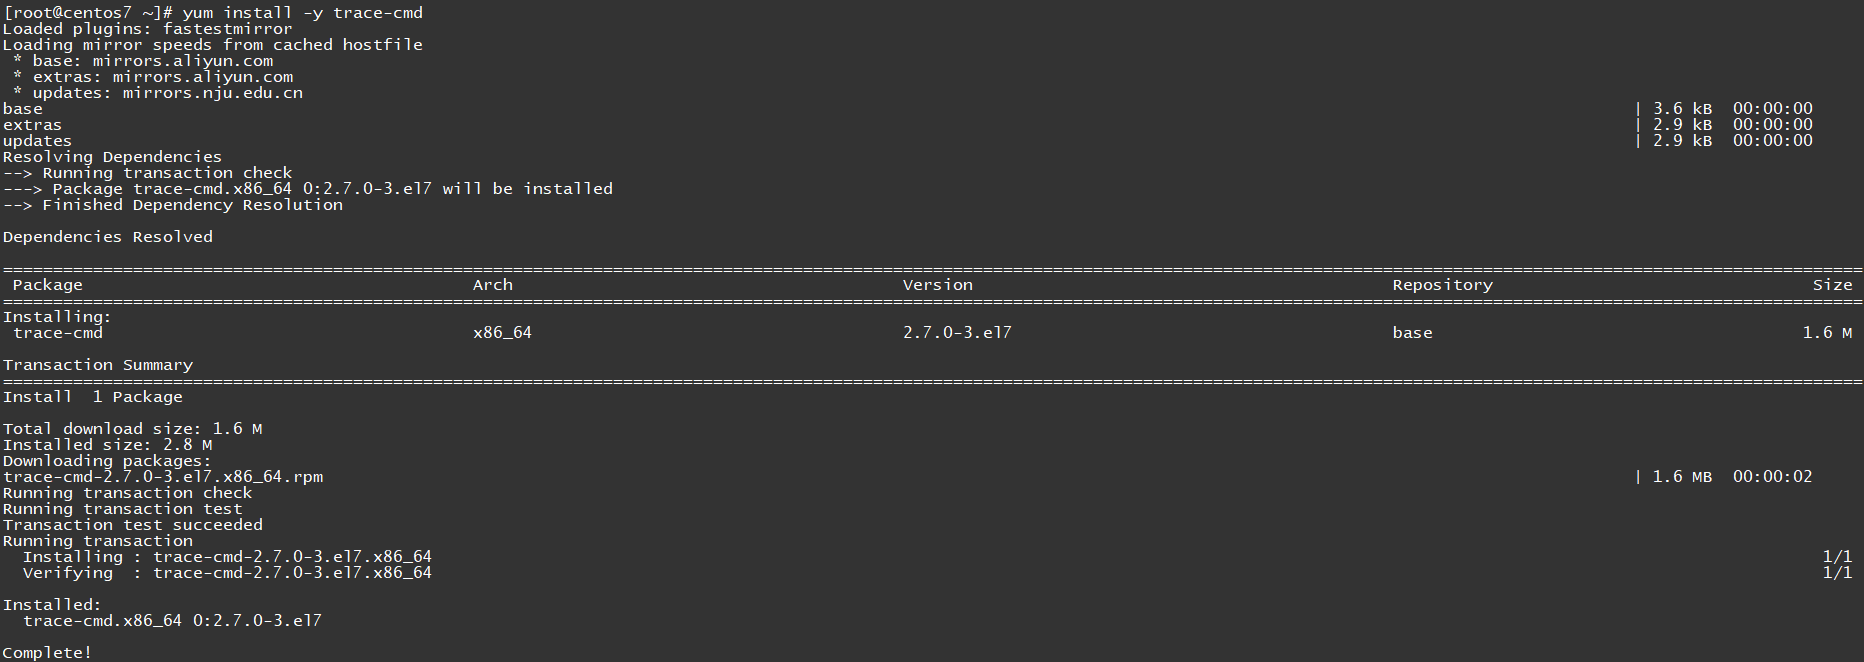 [root@centos7 ~]# yum install -y trace-cmd
Loaded plugins: fastestmirror
Loading mirror speeds from cached hostfile
 * base: mirrors.aliyun.com
 * extras: mirrors.aliyun.com
 * updates: mirrors.nju.edu.cn
base | 3.6 kB 00:00:00
extras | 2.9 kB 00:00:00
updates | 2.9 kB 00:00:00
Resolving Dependencies
--> Running transaction check
---> Package trace-cmd.x86_64 0:2.7.0-3.el7 will be installed
--> Finished Dependency Resolution
Dependencies Resolved
================================================================================
Package Arch Version Repository Size
================================================================================
Installing:
 trace-cmd x86_64 2.7.0-3.el7 base 1.6 M
Transaction Summary
================================================================================
Install  1 Package
Total download size: 1.6 M
Installed size: 2.8 M
Downloading packages:
trace-cmd-2.7.0-3.el7.x86_64.rpm | 1.6 MB 00:00:02
Running transaction check
Running transaction test
Transaction test succeeded
Running transaction
  Installing : trace-cmd-2.7.0-3.el7.x86_64 1/1
  Verifying  : trace-cmd-2.7.0-3.el7.x86_64 1/1
Installed:
  trace-cmd.x86_64 0:2.7.0-3.el7
Complete!